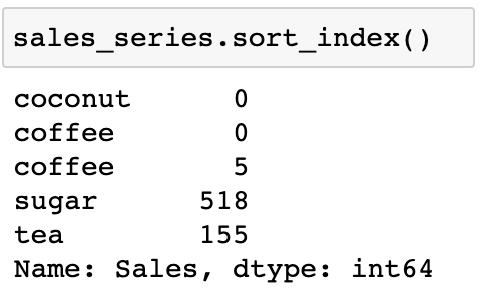 sales_series.sort_index()
coconut 0
coffee 0
coffee 5
sugar 518
tea 155
Name: Sales, dtype: int64